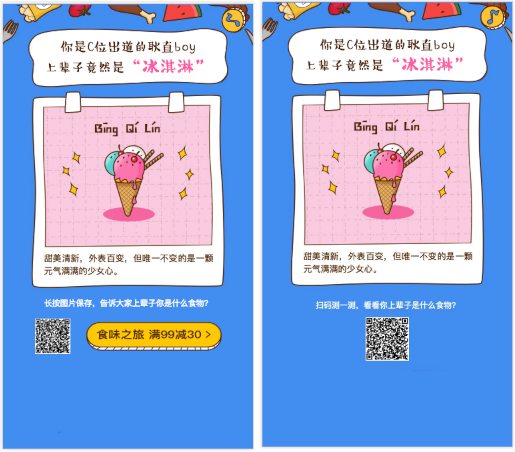 你是C位出道的耿直boy
上辈子竟然是“冰淇淋”
Bīng Qí Lín
甜美清新，外表百变，但唯一不变的是一颗
元气满满的少女心。
长按图片保存，告诉大家上辈子你是什么食物？
食味之旅 满99减30 >
你是C位出道的耿直boy
上辈子竟然是“冰淇淋”
Bīng Qí Lín
甜美清新，外表百变，但唯一不变的是一颗
元气满满的少女心。
扫码测一测，看看你上辈子是什么食物？